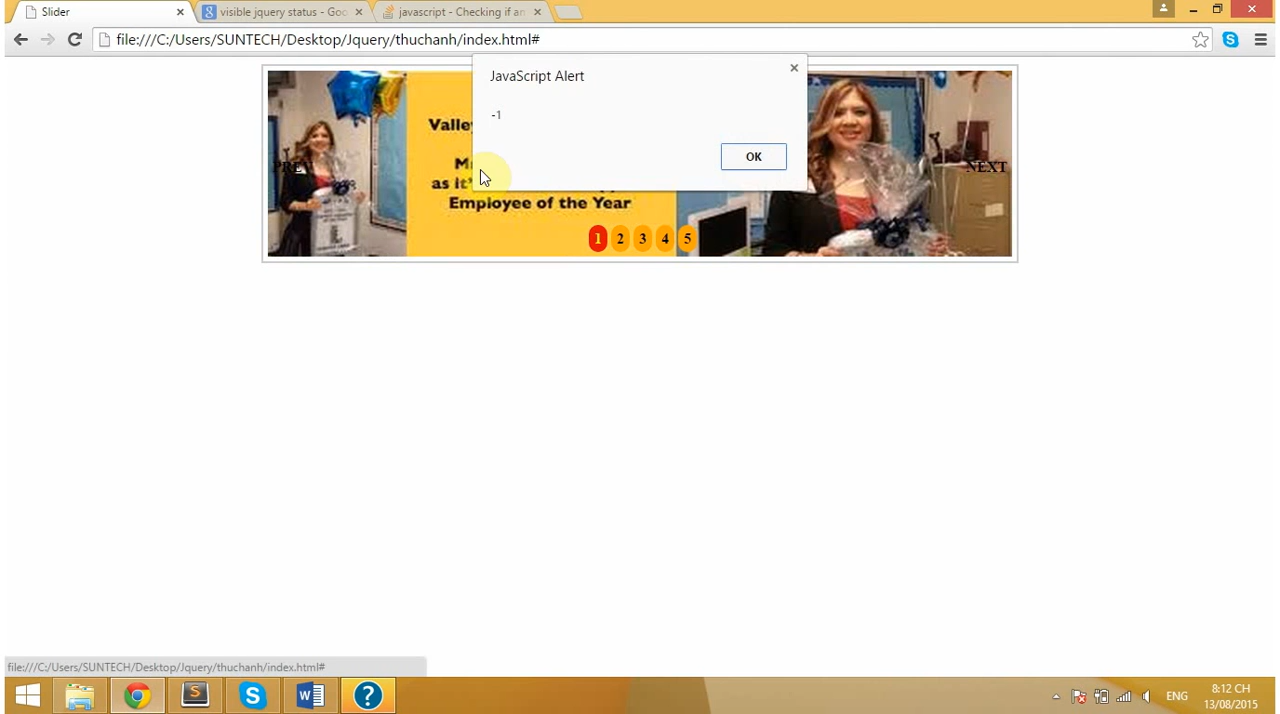 Slider
visible jquery status - Goo
javascript - Checking if an
file:///C:/Users/SUNTECH/Desktop/Jquery/thuchanh/index.html#
JavaScript Alert
-1
OK
Valley
PREV
NEXT
as it's
Employee of the Year
1 2 3 4 5
file:///C:/Users/SUNTECH/Desktop/Jquery/thuchanh/index.html#
ENG
8:12 CH
13/08/2015